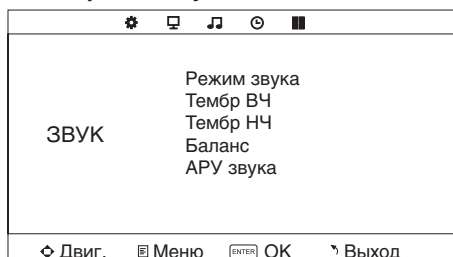 Режим звука
Тембр ВЧ
Тембр НЧ
ЗВУК
Баланс
АРУ звука
Двиг. Меню ENTER OK Выход